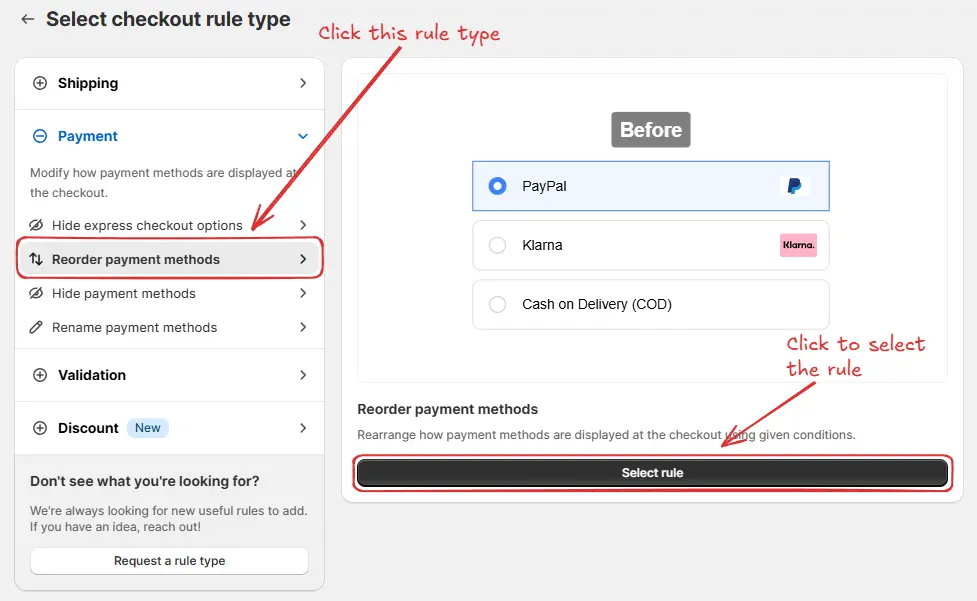 Select checkout rule type
Click this rule type
Shipping
Payment
Modify how payment methods are displayed at
the checkout.
Hide express checkout options
Reorder payment methods
Hide payment methods
Rename payment methods
Validation
Discount New
Don't see what you're looking for?
We're always looking for new useful rules to add.
If you have an idea, reach out!
Request a rule type
Before
PayPal
Klarna Klarna.
Cash on Delivery (COD)
Click to select
the rule
Reorder payment methods
Rearrange how payment methods are displayed at the checkout using given conditions.
Select rule